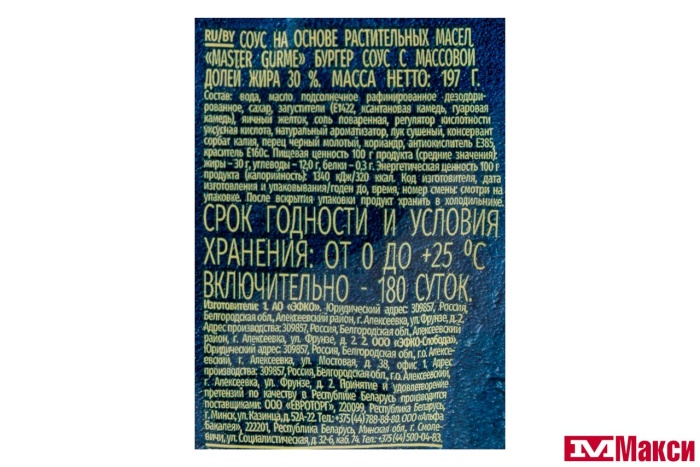 RU/BY СОУС НА ОСНОВЕ РАСТИТЕЛЬНЫХ МАСЕЛ
«MASTER GURME» БУРГЕР СОУС С МАССОВОЙ
ДОЛЕЙ ЖИРА 30 %. МАССА НЕТТО: 197 Г.
Состав: вода, масло подсолнечное рафинированное дезодори-
рованное, сахар, загустители (Е1422, ксантановая камедь, гуаровая
камедь), яичный желток, соль поваренная, регулятор кислотности
уксусная кислота, натуральный ароматизатор, лук сушеный, консервант
сорбат калия, перец черный молотый, кориандр, антиокислитель Е385,
краситель Е160с. Пищевая ценность 100 г продукта (средние значения):
жиры – 30 г, углеводы – 12,0 г, белки – 0,3 г. Энергетическая ценность 100 г
продукта (калорийность): 1340 кДж/320 ккал. Код изготовителя, дата
изготовления и упаковывания/годен до, время, номер смены: смотри на
упаковке. После вскрытия упаковки продукт хранить в холодильнике.
СРОК ГОДНОСТИ И УСЛОВИЯ
ХРАНЕНИЯ: ОТ 0 ДО +25 °С
ВКЛЮЧИТЕЛЬНО - 180 СУТОК.
Изготовители: 1. АО «ЭФКО». Юридический адрес: 309857, Россия,
Белгородская обл., Алексеевский район, г. Алексеевка, ул. Фрунзе, д. 2.
Адрес производства: 309857, Россия, Белгородская обл., Алексеевский
район, г. Алексеевка, ул. Фрунзе, д. 2. 2. ООО «ЭФКО-Слобода».
Юридический адрес: 309857, Россия, Белгородская обл., г.о. Алексе-
евский, г. Алексеевка, ул. Мостовая, д. 38, офис 1. Адрес
производства: 309857, Россия, Белгородская обл., г.о. Алексеевский,
г. Алексеевка, ул. Фрунзе, д. 2. Принятие и удовлетворение
претензий по качеству в Республике Беларусь производится
поставщиками: ООО «ЕВРОТОРГ», 220099, Республика Беларусь,
г. Минск, ул. Казинца, д. 52А-22. Тел.: +375(44)788-88-80. ООО «Альфа
Бакалея», 222201, Республика Беларусь, Минская обл., г. Смоле-
вичи, ул. Социалистическая, д. 32-6, каб. 74. Тел.: +375(44)500-04-83.
Макси